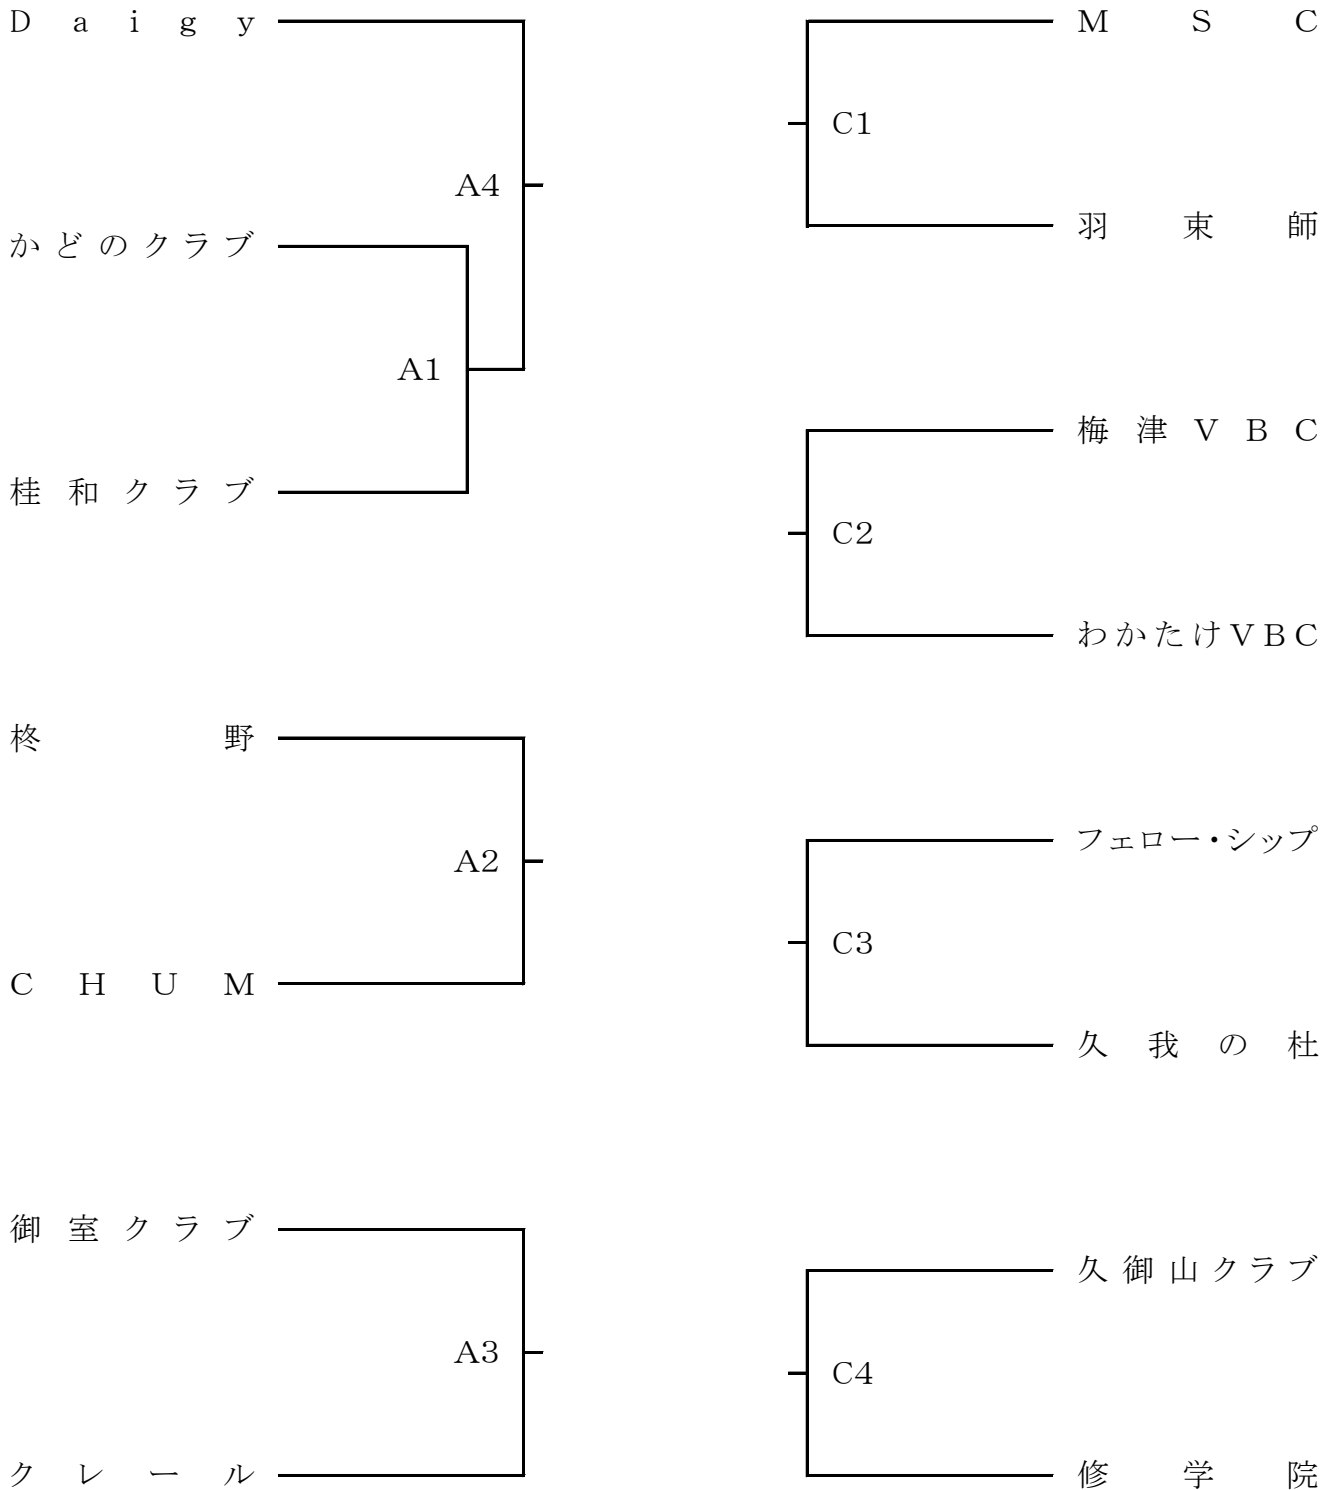 Daigy
A4
かどのクラブ
A1
桂和クラブ
柊野
A2
CHUM
御室クラブ
A3
クレール
MSC
C1
羽束師
梅津VBC
C2
わかたけVBC
フェロー・シップ
C3
久我の杜
久御山クラブ
C4
修学院